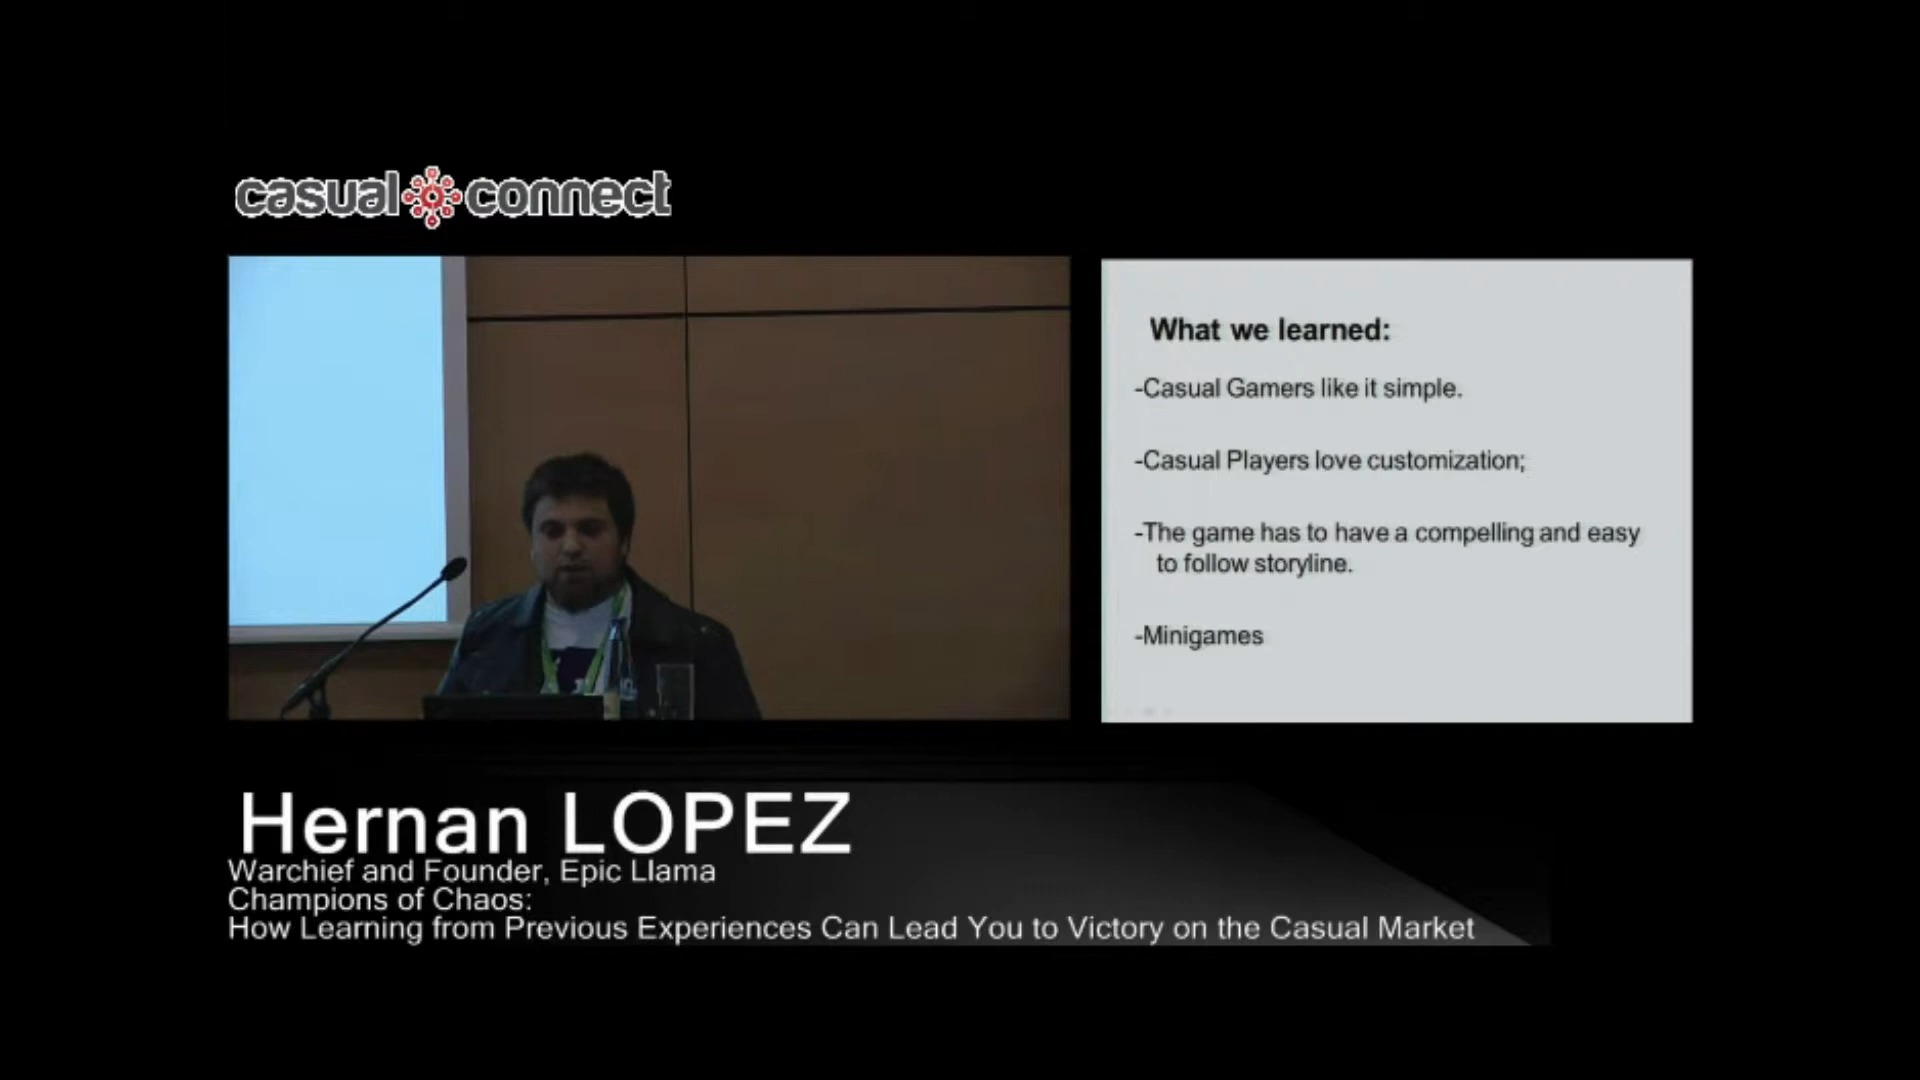 casual connect
What we learned:
-Casual Gamers like it simple.
-Casual Players love customization;
-The game has to have a compelling and easy
to follow storyline.
-Minigames
Hernan LOPEZ
Warchief and Founder, Epic Llama
Champions of Chaos:
How Learning from Previous Experiences Can Lead You to Victory on the Casual Market